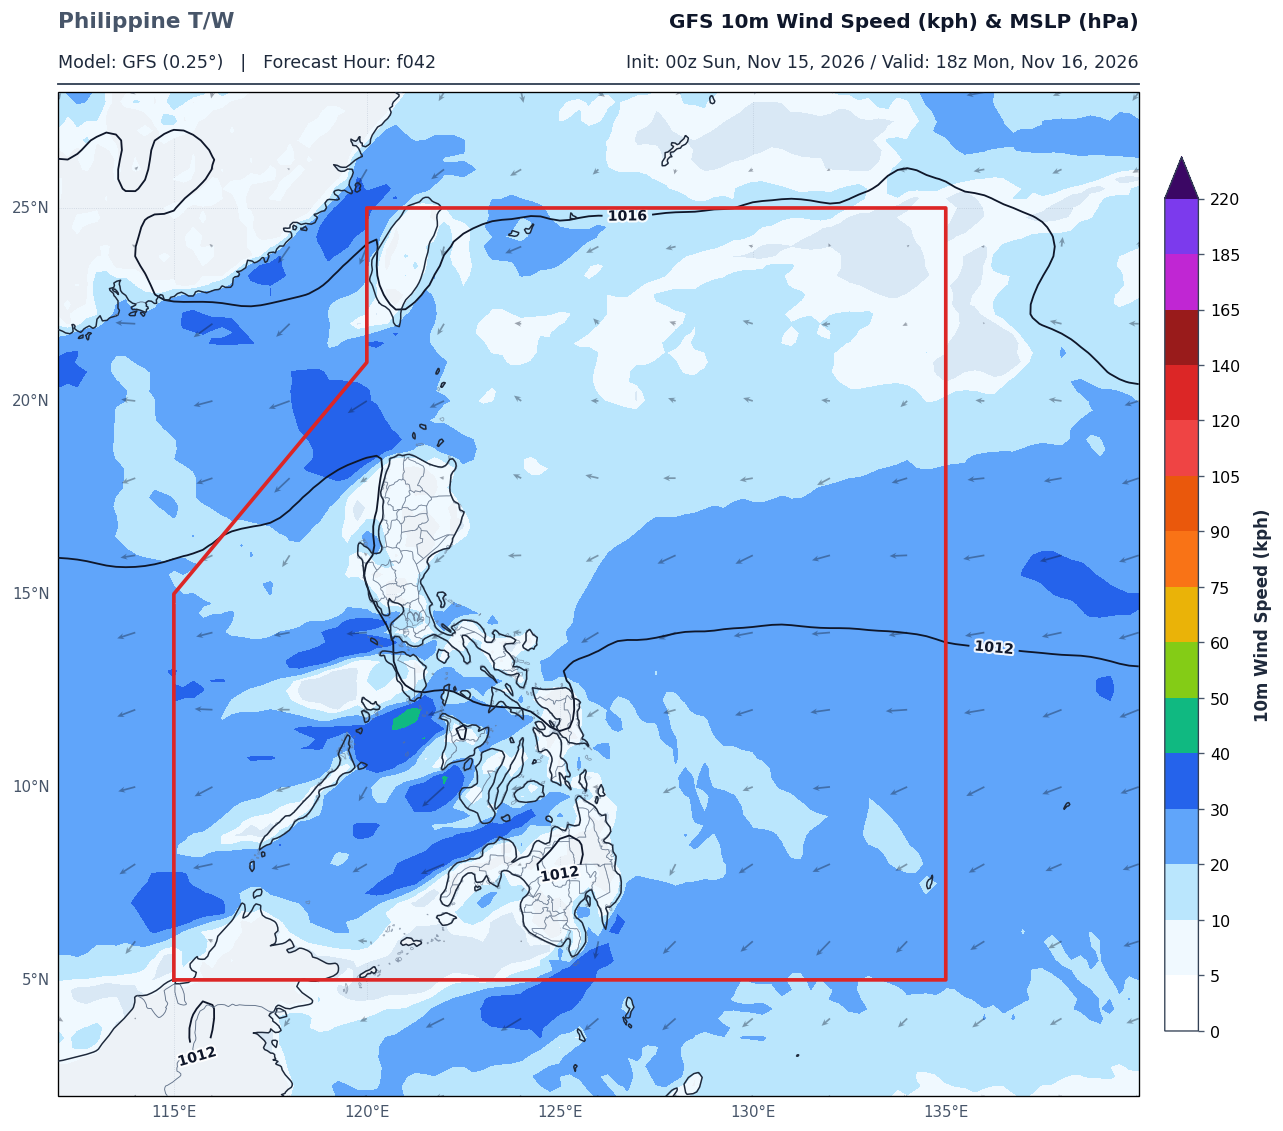 Philippine T/W
GFS 10m Wind Speed (kph) & MSLP (hPa)
Model: GFS (0.25°) | Forecast Hour: f042
Init: 00z Sun, Nov 15, 2026 / Valid: 18z Mon, Nov 16, 2026
25°N
20°N
15°N
10°N
5°N
1016
1012
1012
1012
115°E
120°E
125°E
130°E
135°E
220
185
165
140
120
105
90
75
60
50
40
30
20
10
5
0
10m Wind Speed (kph)